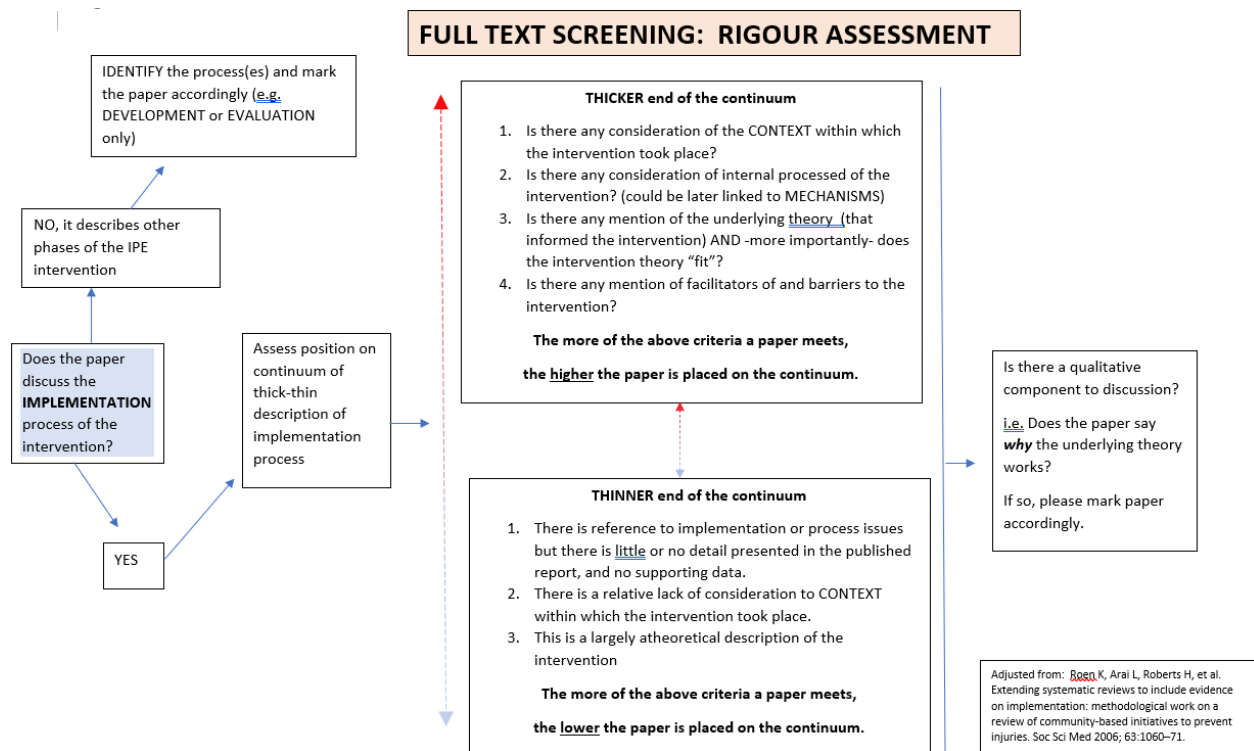 FULL TEXT SCREENING: RIGOUR ASSESSMENT
IDENTIFY the process(es) and mark
the paper accordingly (e.g.
DEVELOPMENT or EVALUATION
only)
NO, it describes other
phases of the IPE
intervention
Does the paper
discuss the
IMPLEMENTATION
process of the
intervention?
YES
Assess position on
continuum of
thick-thin
description of
implementation
process
THICKER end of the continuum
1. Is there any consideration of the CONTEXT within which
the intervention took place?
2. Is there any consideration of internal processed of the
intervention? (could be later linked to MECHANISMS)
3. Is there any mention of the underlying theory (that
informed the intervention) AND -more importantly- does
the intervention theory “fit”?
4. Is there any mention of facilitators of and barriers to the
intervention?
The more of the above criteria a paper meets,
the higher the paper is placed on the continuum.
THINNER end of the continuum
1. There is reference to implementation or process issues
but there is little or no detail presented in the published
report, and no supporting data.
2. There is a relative lack of consideration to CONTEXT
within which the intervention took place.
3. This is a largely atheoretical description of the
intervention
The more of the above criteria a paper meets,
the lower the paper is placed on the continuum.
Is there a qualitative
component to discussion?
i.e. Does the paper say
why the underlying theory
works?
If so, please mark paper
accordingly.
Adjusted from: Roen K, Arai L, Roberts H, et al.
Extending systematic reviews to include evidence
on implementation: methodological work on a
review of community-based initiatives to prevent
injuries. Soc Sci Med 2006; 63:1060–71.